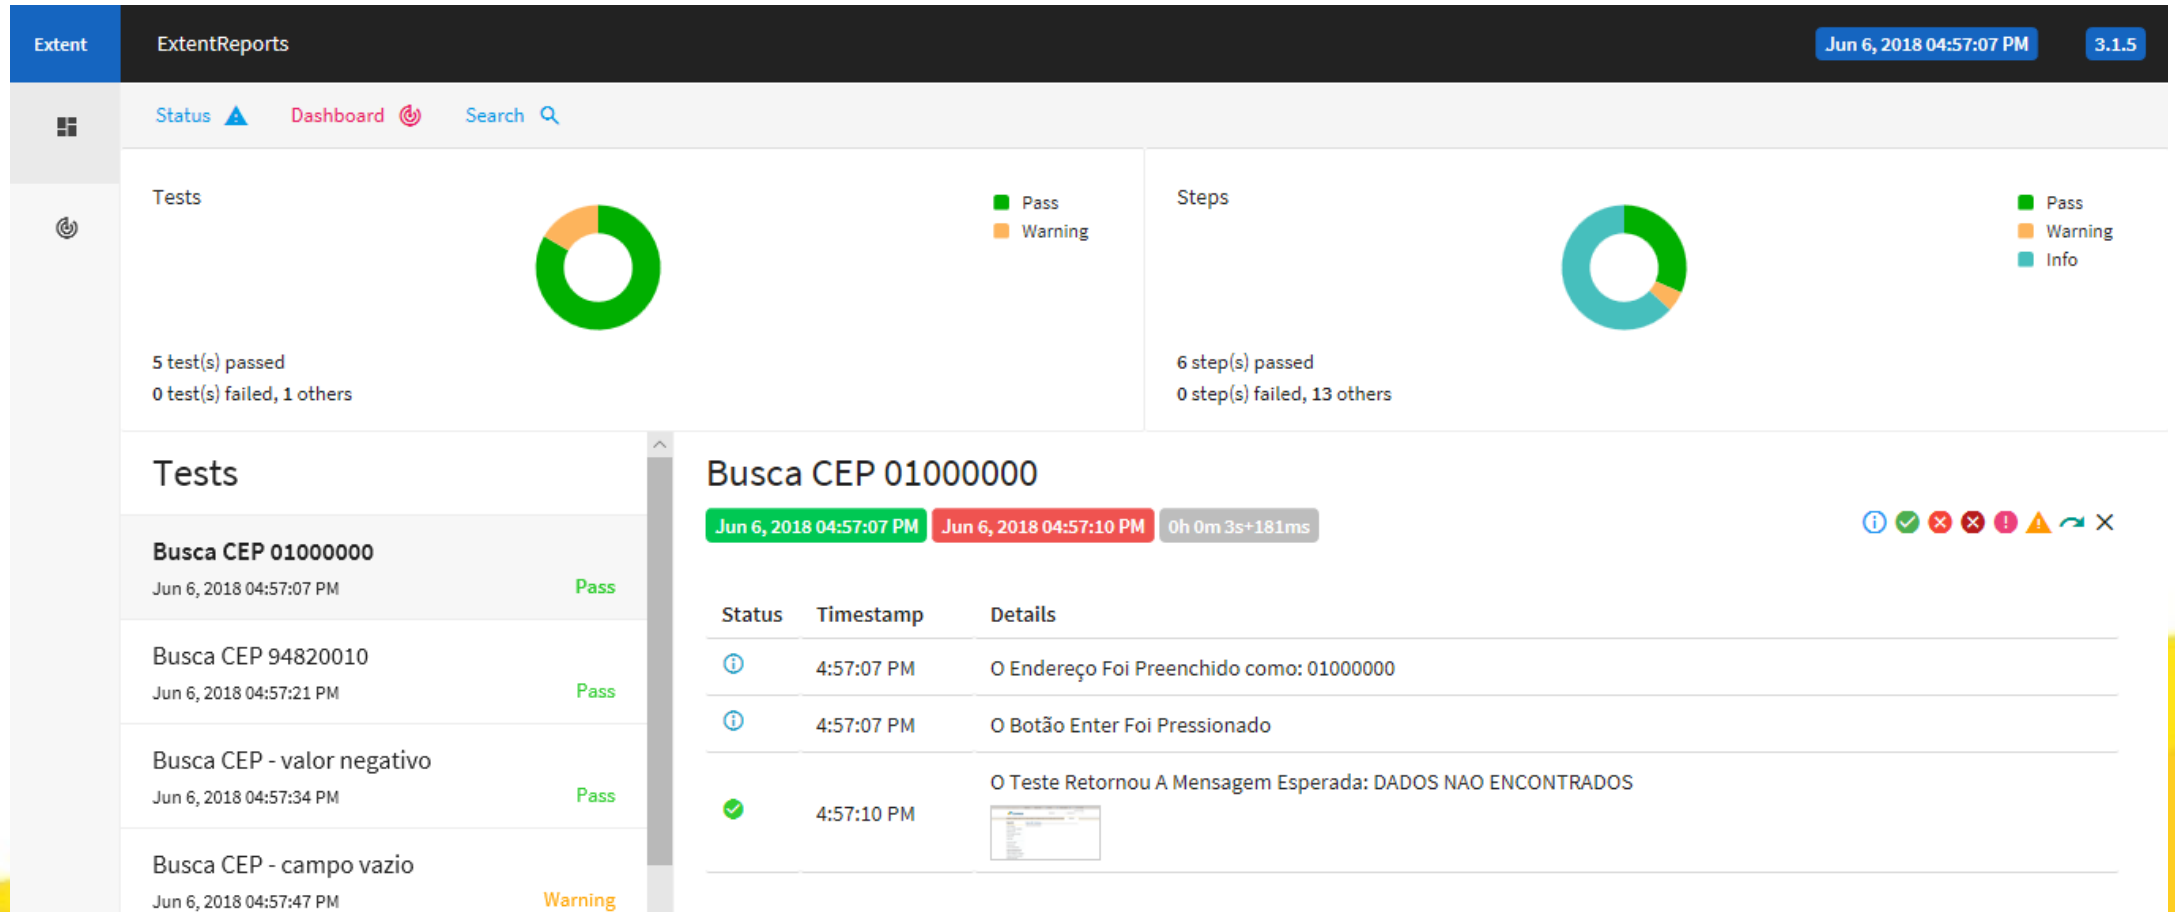 Extent ExtentReports Jun 6, 2018 04:57:07 PM 3.1.5
Status Dashboard Search
Tests
Pass
Warning
5 test(s) passed
0 test(s) failed, 1 others
Steps
Pass
Warning
Info
6 step(s) passed
0 step(s) failed, 13 others
Tests
Busca CEP 01000000
Jun 6, 2018 04:57:07 PM Pass
Busca CEP 94820010
Jun 6, 2018 04:57:21 PM Pass
Busca CEP - valor negativo
Jun 6, 2018 04:57:34 PM Pass
Busca CEP - campo vazio
Jun 6, 2018 04:57:47 PM Warning
Busca CEP 01000000
Jun 6, 2018 04:57:07 PM Jun 6, 2018 04:57:10 PM 0h 0m 3s+181ms
Status Timestamp Details
4:57:07 PM O Endereço Foi Preenchido como: 01000000
4:57:07 PM O Botão Enter Foi Pressionado
4:57:10 PM O Teste Retornou A Mensagem Esperada: DADOS NAO ENCONTRADOS